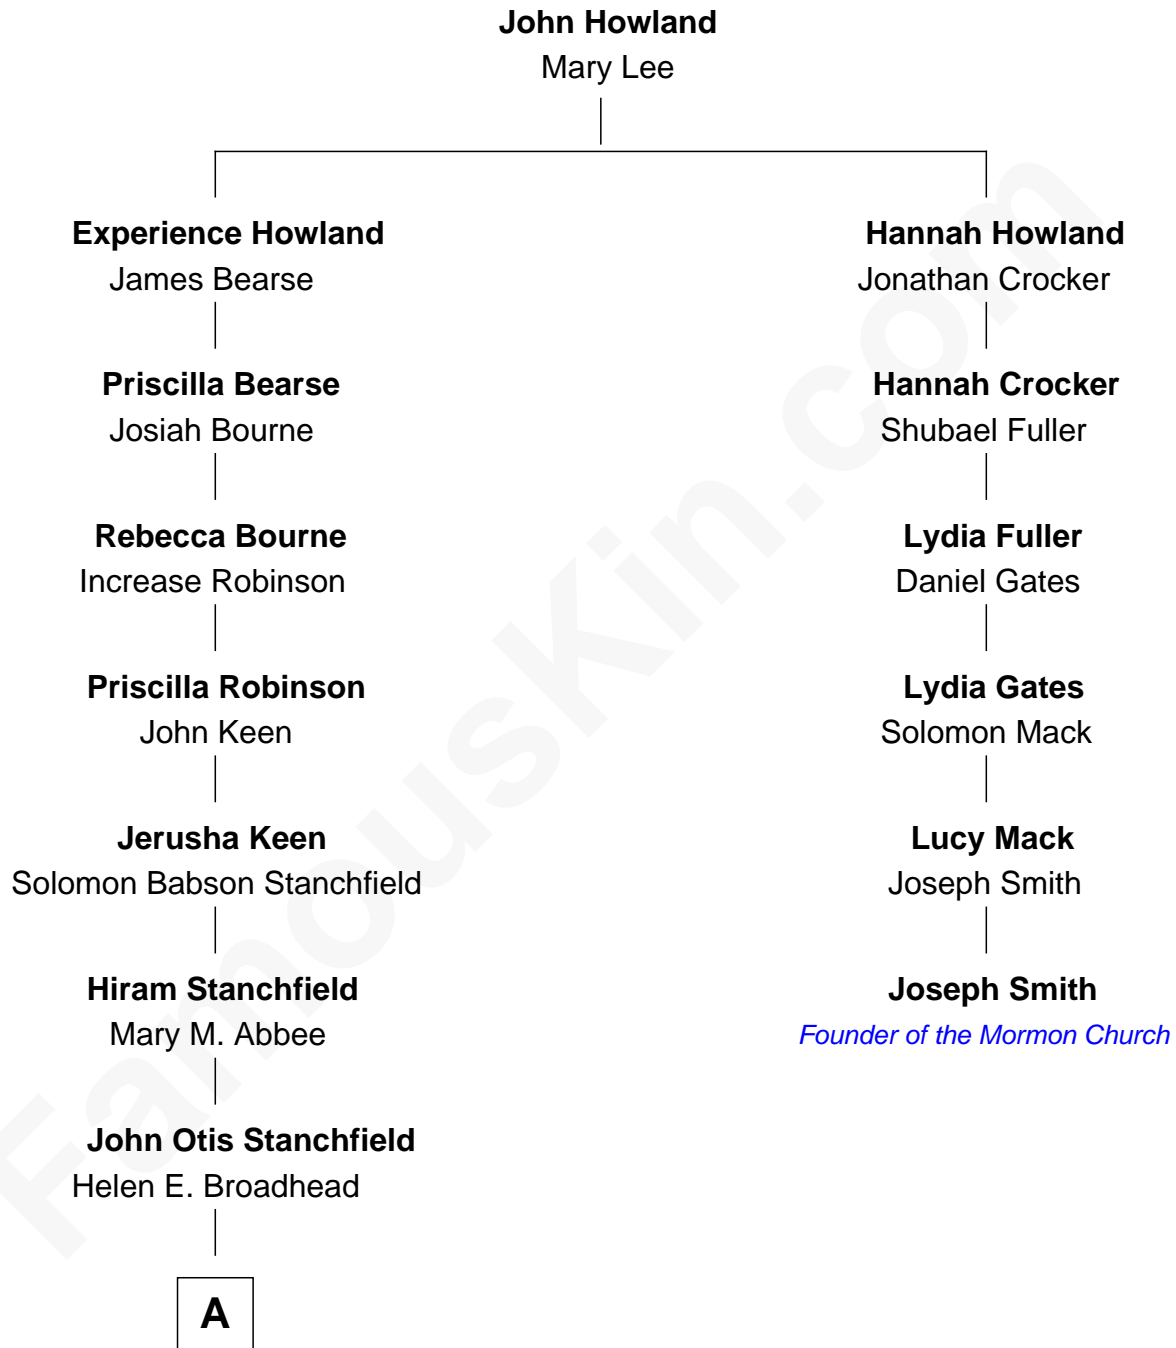 John Howland
Mary Lee
Experience Howland
James Bearse
Hannah Howland
Jonathan Crocker
Priscilla Bearse
Josiah Bourne
Hannah Crocker
Shubael Fuller
Rebecca Bourne
Increase Robinson
Lydia Fuller
Daniel Gates
Priscilla Robinson
John Keen
Lydia Gates
Solomon Mack
Jerusha Keen
Solomon Babson Stanchfield
Lucy Mack
Joseph Smith
Hiram Stanchfield
Mary M. Abbee
Joseph Smith
Founder of the Mormon Church
John Otis Stanchfield
Helen E. Broadhead
A
FamousKin.com